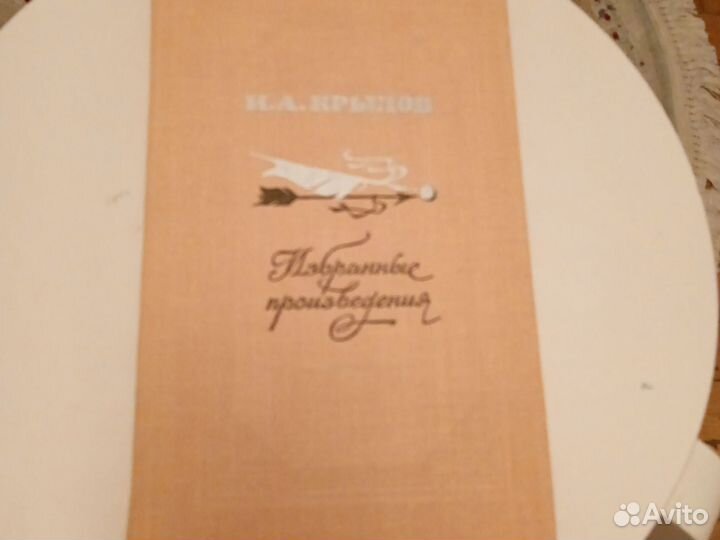 И.А. КРЫЛОВ
Избранные
произведения
Avito